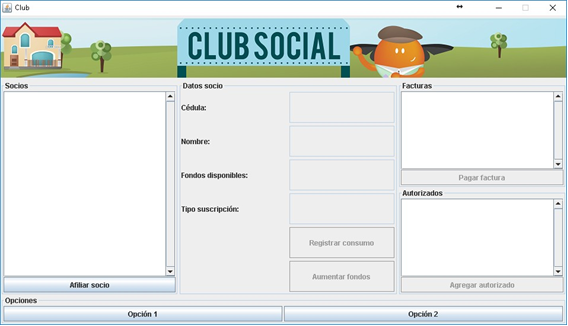 Club
CLUB SOCIAL
Socios
Afiliar socio
Datos socio
Cédula:
Nombre:
Fondos disponibles:
Tipo suscripción:
Registrar consumo
Aumentar fondos
Facturas
Pagar factura
Autorizados
Agregar autorizado
Opciones
Opción 1
Opción 2